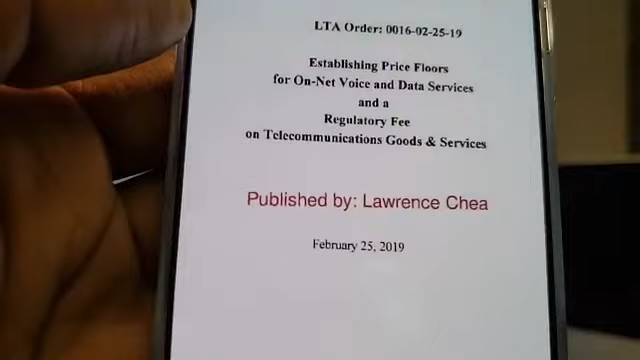 LTA Order: 0016-02-25-19
Establishing Price Floors
for On-Net Voice and Data Services
and a
Regulatory Fee
on Telecommunications Goods & Services
Published by: Lawrence Chea
February 25, 2019